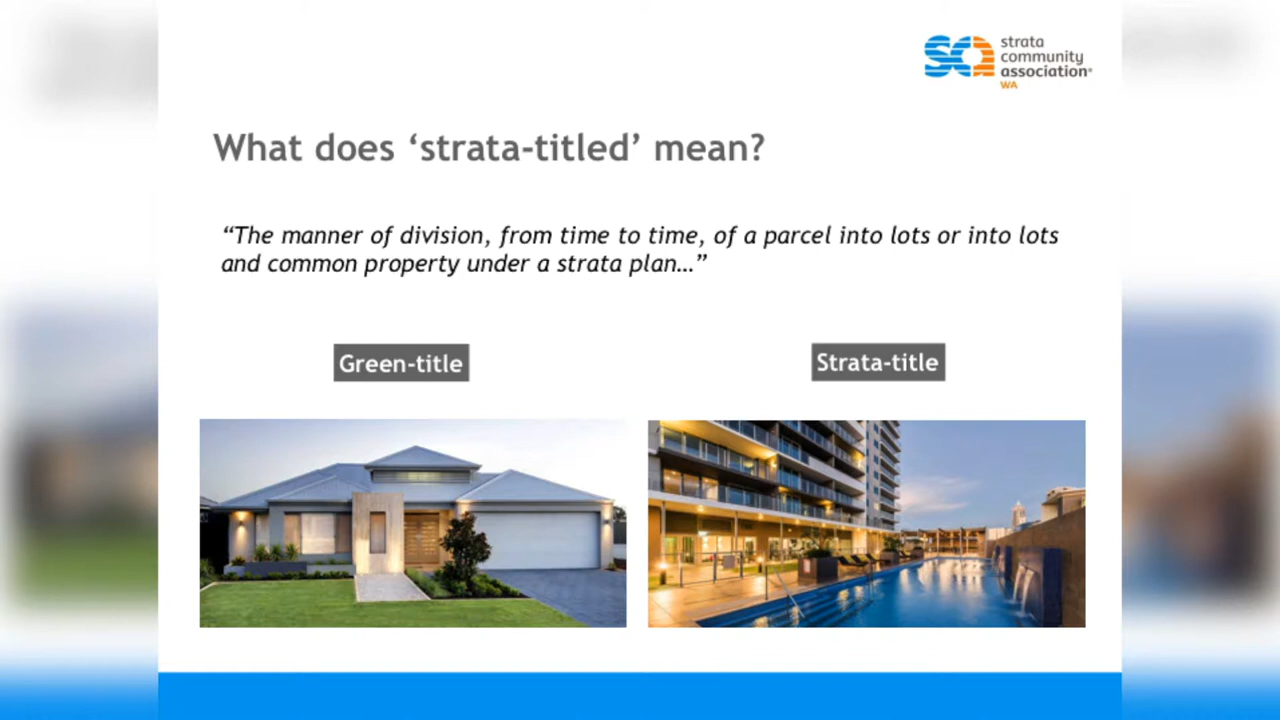 strata
community
association
WA
What does ‘strata-titled’ mean?
“The manner of division, from time to time, of a parcel into lots or into lots
and common property under a strata plan…”
Green-title
Strata-title